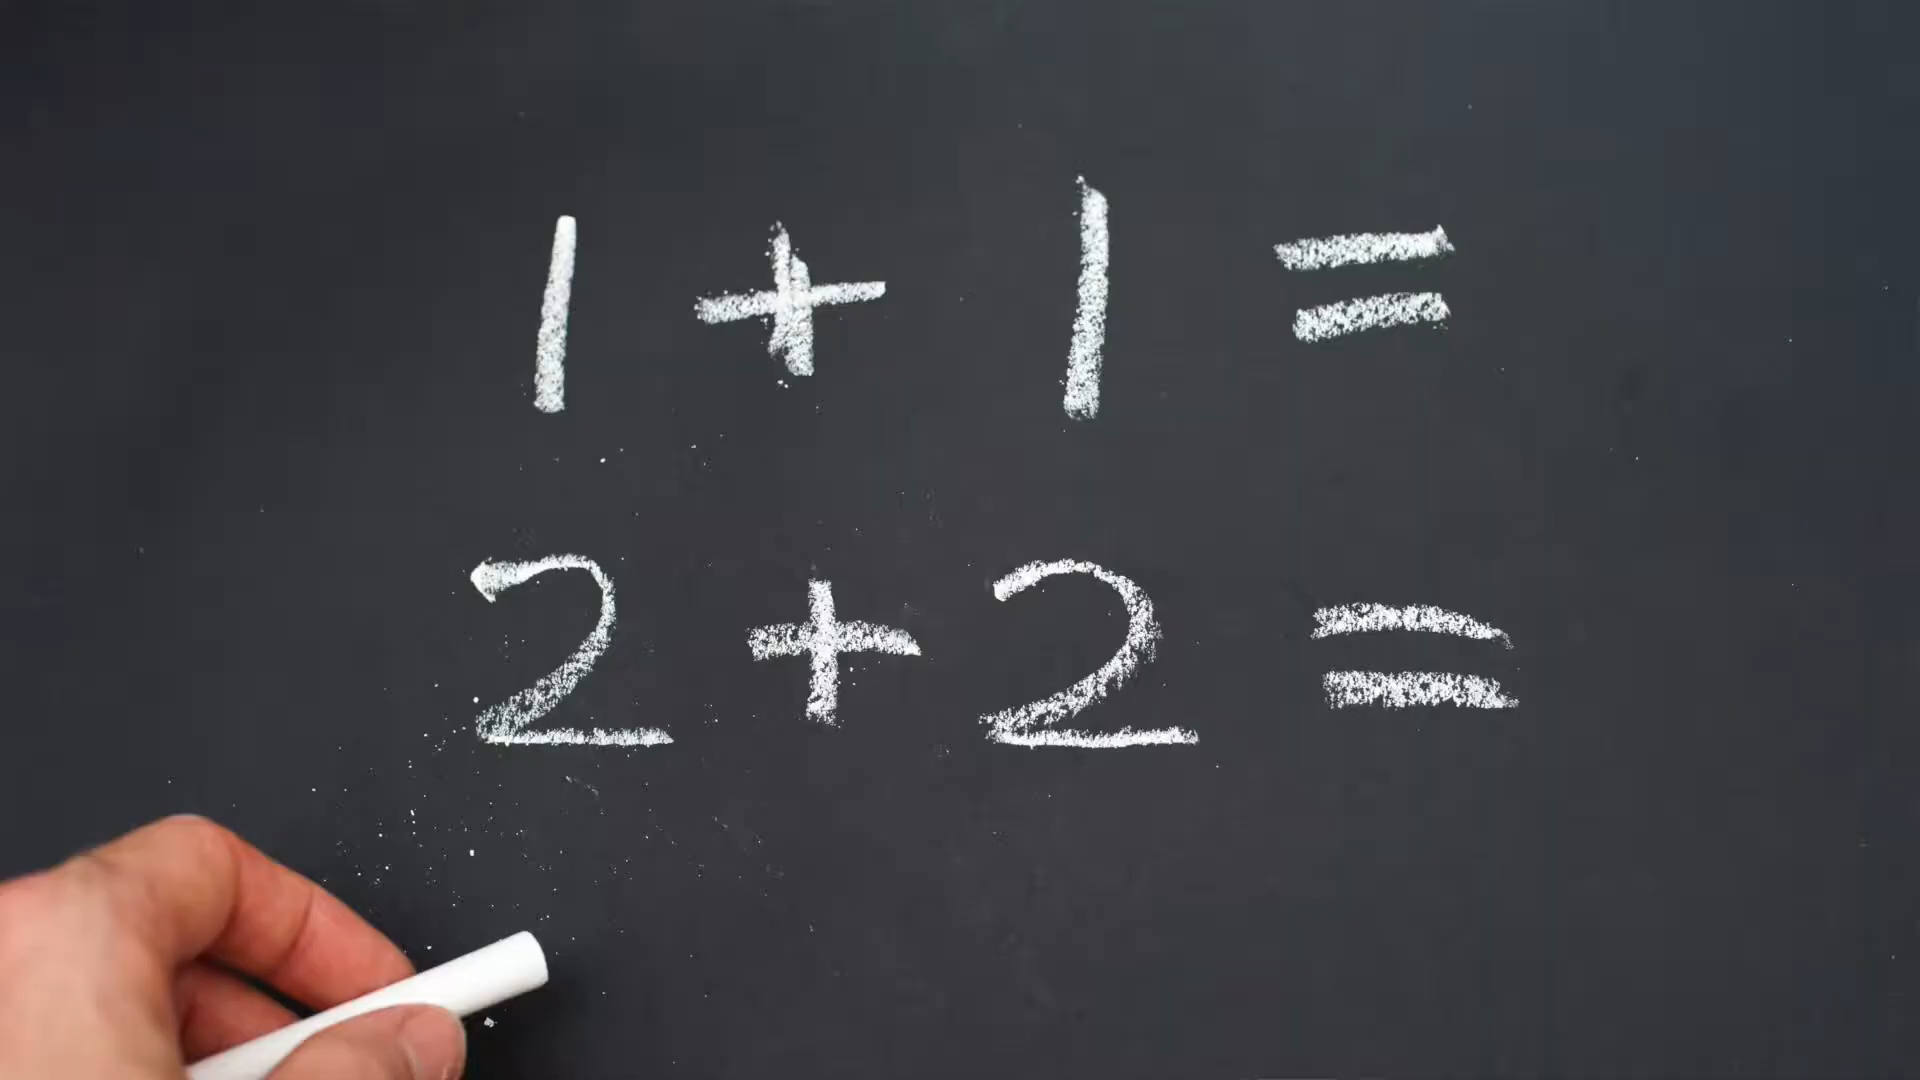 1 + 1 =
2 + 2 =